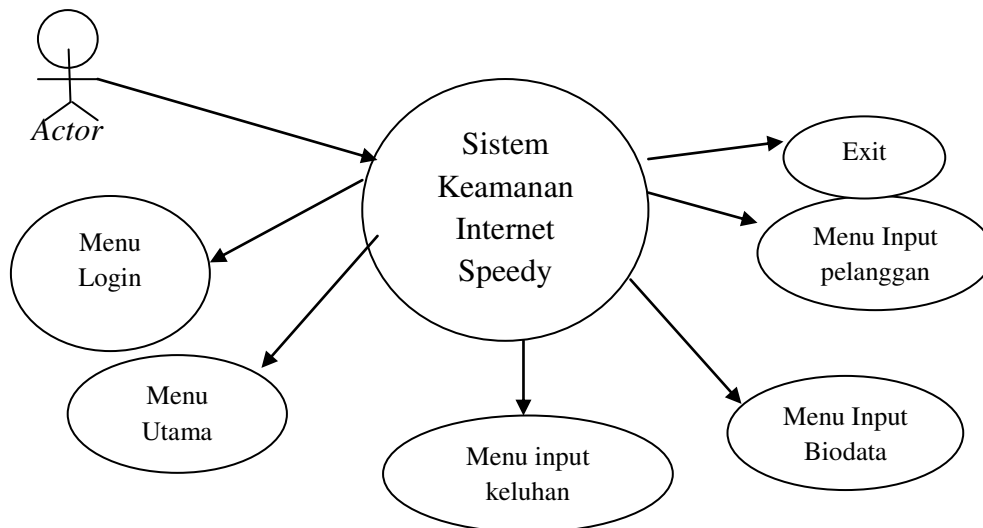 Actor
Sistem
Keamanan
Internet
Speedy
Exit
Menu Input
pelanggan
Menu
Login
Menu
Utama
Menu input
keluhan
Menu Input
Biodata